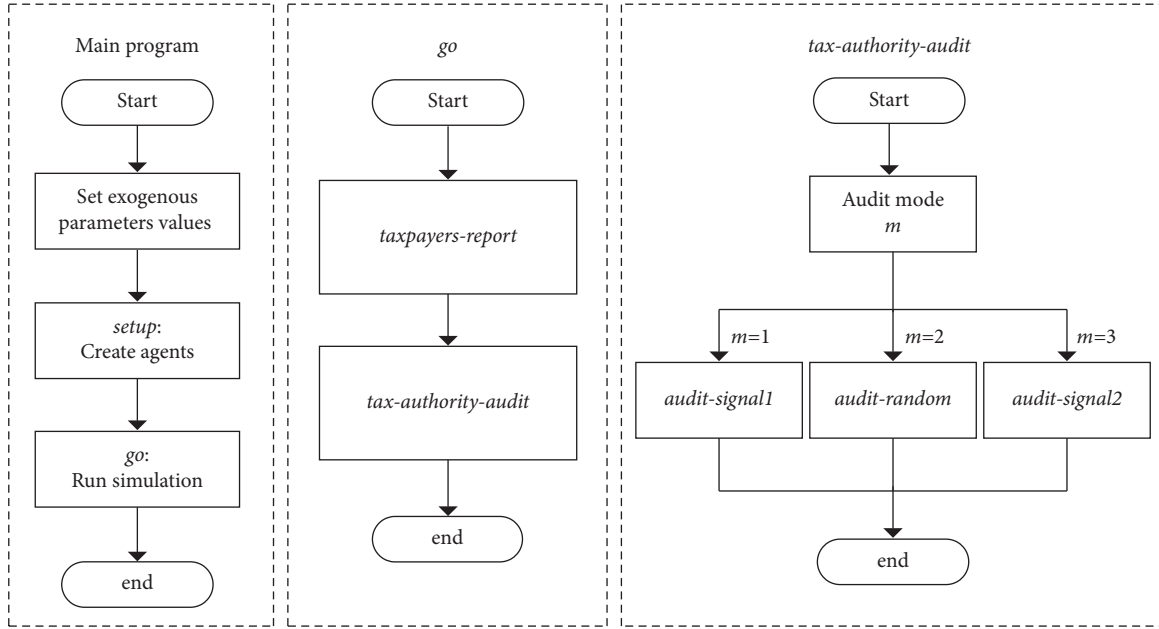 Main program
Start
Set exogenous
parameters values
setup:
Create agents
go:
Run simulation
end
go
Start
taxpayers-report
tax-authority-audit
end
tax-authority-audit
Start
Audit mode
m
m=1
m=2
m=3
audit-signal1
audit-random
audit-signal2
end